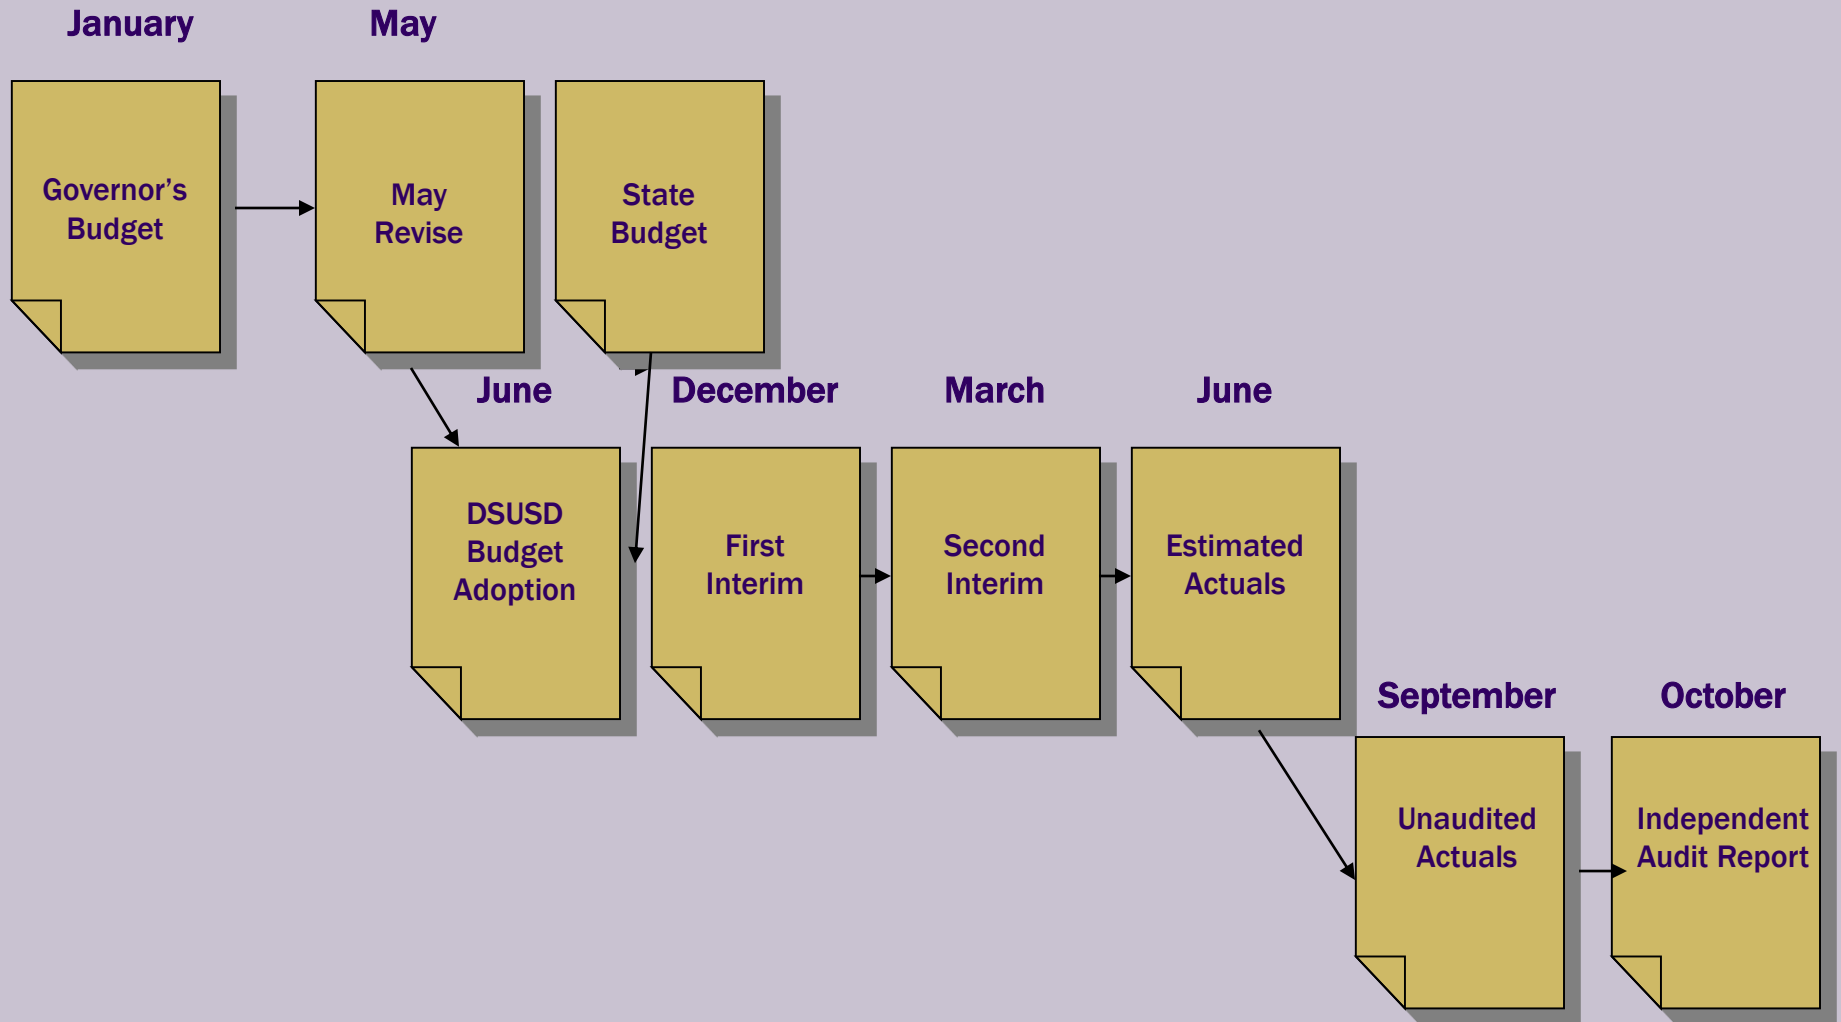 January
May
Governor’s
Budget
May
Revise
State
Budget
June
December
March
June
DSUSD
Budget
Adoption
First
Interim
Second
Interim
Estimated
Actuals
September
October
Unaudited
Actuals
Independent
Audit Report